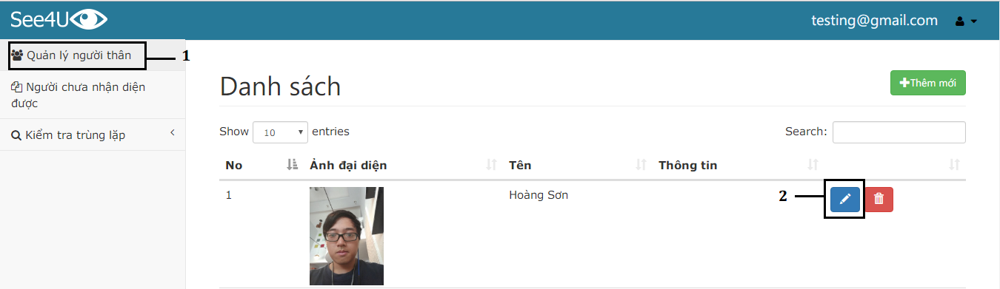 See4U
testing@gmail.com
Quản lý người thân
1
Người chưa nhận diện
được
Kiểm tra trùng lặp
Danh sách
Thêm mới
Show 10 entries
Search:
No Ảnh đại diện Tên Thông tin
1 Hoàng Sơn
2